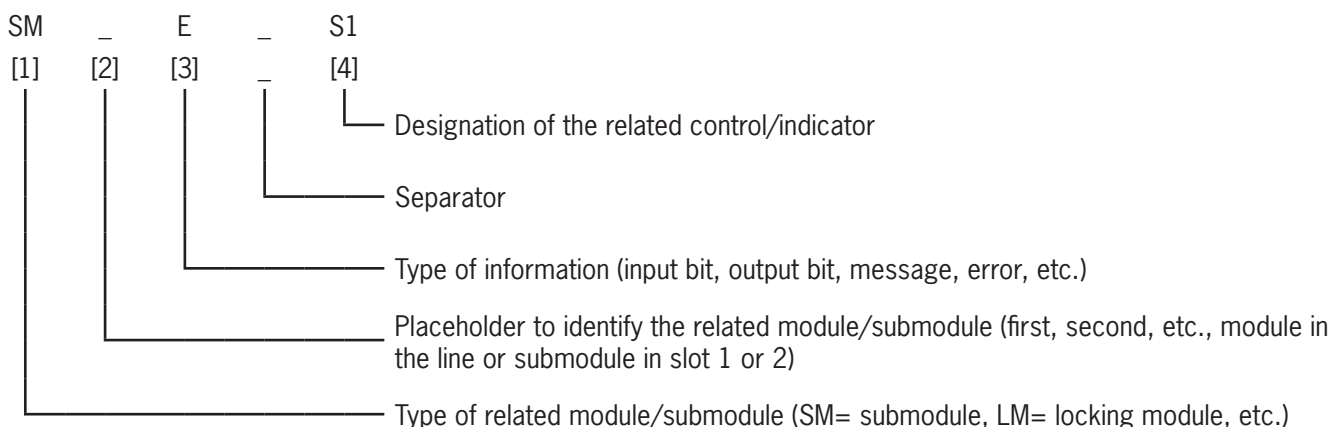 SM _ E _ S1
[1] [2] [3] _ [4]
Designation of the related control/indicator
Separator
Type of information (input bit, output bit, message, error, etc.)
Placeholder to identify the related module/submodule (first, second, etc., module in
the line or submodule in slot 1 or 2)
Type of related module/submodule (SM= submodule, LM= locking module, etc.)